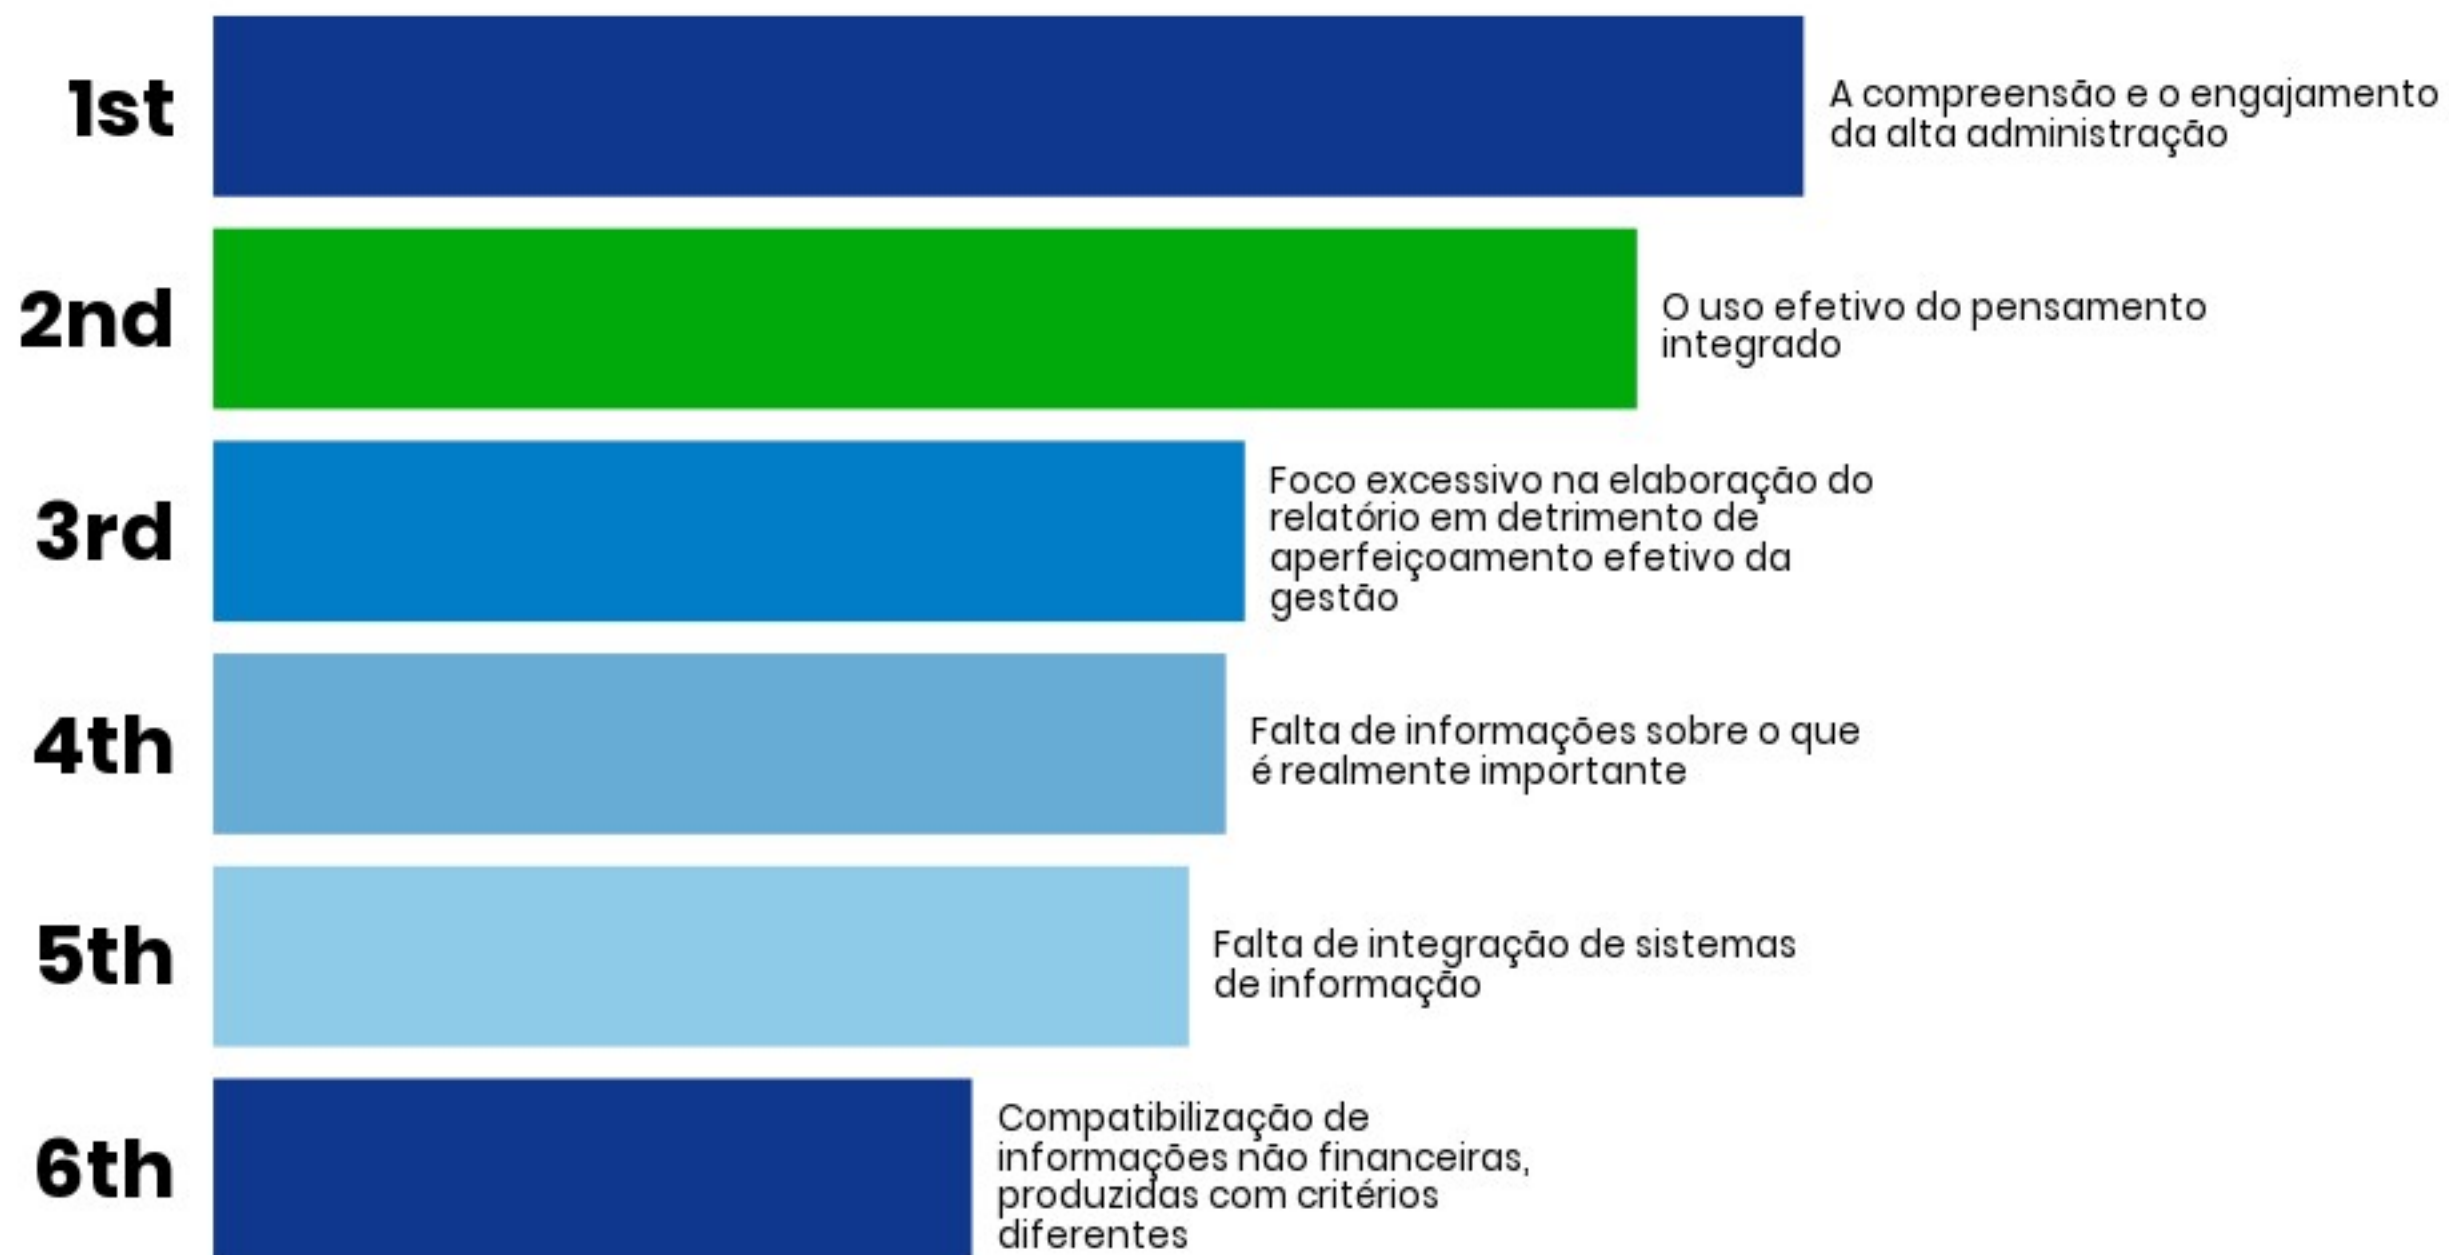 1st
A compreensão e o engajamento
da alta administração
2nd
O uso efetivo do pensamento
integrado
3rd
Foco excessivo na elaboração do
relatório em detrimento de
aperfeiçoamento efetivo da
gestão
4th
Falta de informações sobre o que
é realmente importante
5th
Falta de integração de sistemas
de informação
6th
Compatibilização de
informações não financeiras,
produzidas com critérios
diferentes